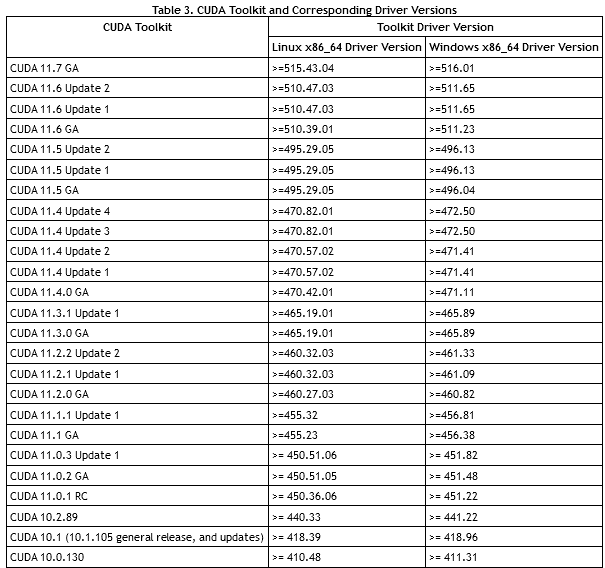 Table 3. CUDA Toolkit and Corresponding Driver Versions
CUDA Toolkit Toolkit Driver Version
Linux x86_64 Driver Version Windows x86_64 Driver Version
CUDA 11.7 GA >=515.43.04 >=516.01
CUDA 11.6 Update 2 >=510.47.03 >=511.65
CUDA 11.6 Update 1 >=510.47.03 >=511.65
CUDA 11.6 GA >=510.39.01 >=511.23
CUDA 11.5 Update 2 >=495.29.05 >=496.13
CUDA 11.5 Update 1 >=495.29.05 >=496.13
CUDA 11.5 GA >=495.29.05 >=496.04
CUDA 11.4 Update 4 >=470.82.01 >=472.50
CUDA 11.4 Update 3 >=470.82.01 >=472.50
CUDA 11.4 Update 2 >=470.57.02 >=471.41
CUDA 11.4 Update 1 >=470.57.02 >=471.41
CUDA 11.4.0 GA >=470.42.01 >=471.11
CUDA 11.3.1 Update 1 >=465.19.01 >=465.89
CUDA 11.3.0 GA >=465.19.01 >=465.89
CUDA 11.2.2 Update 2 >=460.32.03 >=461.33
CUDA 11.2.1 Update 1 >=460.32.03 >=461.09
CUDA 11.2.0 GA >=460.27.03 >=460.82
CUDA 11.1.1 Update 1 >=455.32 >=456.81
CUDA 11.1 GA >=455.23 >=456.38
CUDA 11.0.3 Update 1 >= 450.51.06 >= 451.82
CUDA 11.0.2 GA >= 450.51.05 >= 451.48
CUDA 11.0.1 RC >= 450.36.06 >= 451.22
CUDA 10.2.89 >= 440.33 >= 441.22
CUDA 10.1 (10.1.105 general release, and updates) >= 418.39 >= 418.96
CUDA 10.0.130 >= 410.48 >= 411.31